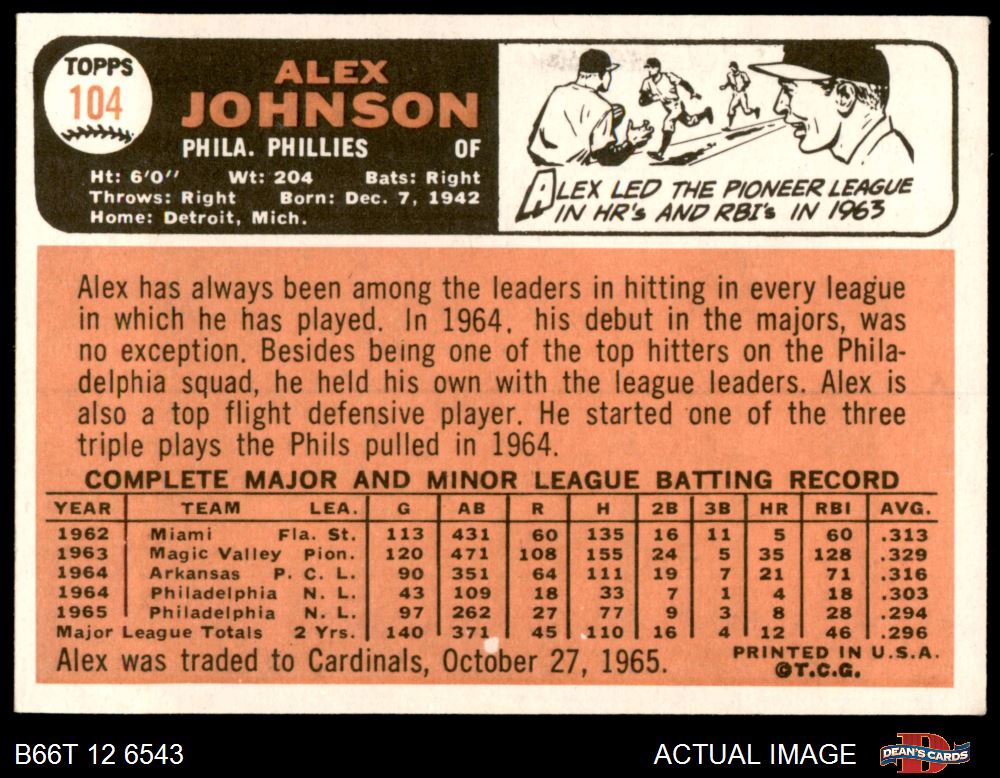 TOPPS
104
ALEX
JOHNSON
PHILA. PHILLIES OF
Ht: 6'0'' Wt: 204 Bats: Right
Throws: Right Born: Dec. 7, 1942
Home: Detroit, Mich.
ALEX LED THE PIONEER LEAGUE
IN HR's AND RBI's IN 1963
Alex has always been among the leaders in hitting in every league
in which he has played. In 1964, his debut in the majors, was
no exception. Besides being one of the top hitters on the Phila-
delphia squad, he held his own with the league leaders. Alex is
also a top flight defensive player. He started one of the three
triple plays the Phils pulled in 1964.
COMPLETE MAJOR AND MINOR LEAGUE BATTING RECORD
YEAR TEAM LEA. G AB R H 2B 3B HR RBI AVG.
1962 Miami Fla. St. 113 431 60 135 16 11 5 60 .313
1963 Magic Valley Pion. 120 471 108 155 24 5 35 128 .329
1964 Arkansas P. C. L. 90 351 64 111 19 7 21 71 .316
1964 Philadelphia N. L. 43 109 18 33 7 1 4 18 .303
1965 Philadelphia N. L. 97 262 27 77 9 3 8 28 .294
Major League Totals 2 Yrs. 140 371 45 110 16 4 12 46 .296
Alex was traded to Cardinals, October 27, 1965.
PRINTED IN U.S.A.
©T.C.G.
B66T 12 6543
ACTUAL IMAGE
D
DEAN'S CARDS